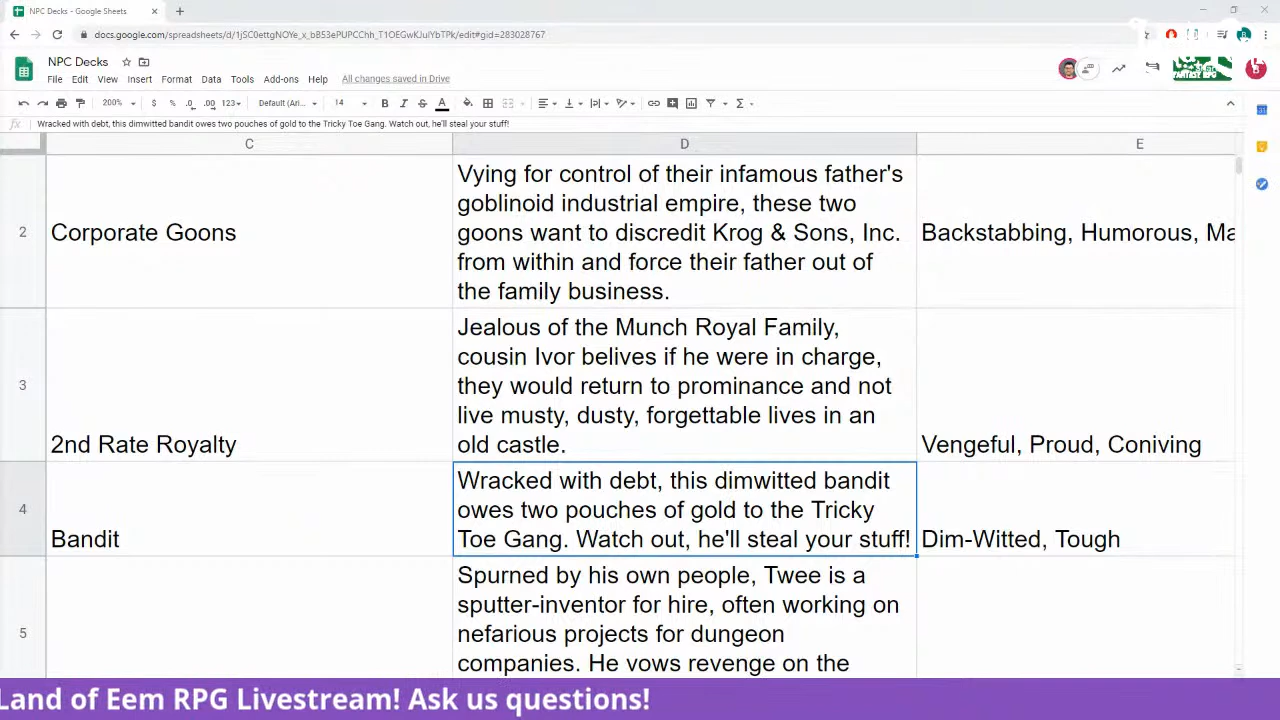 NPC Decks - Google Sheets
docs.google.com/spreadsheets/d/1jSC0ettgNOYe_x_bB53ePUPCChh_T1OEGwKJuIYbTPk/edit#gid=283028767
NPC Decks
File Edit View Insert Format Data Tools Add-ons Help All changes saved in Drive
200% $ % .0 .00 123 Default (Ari... 14 B I S A
fx Wracked with debt, this dimwitted bandit owes two pouches of gold to the Tricky Toe Gang. Watch out, he'll steal your stuff!
C D E
2
Corporate Goons
Vying for control of their infamous father's
goblinoid industrial empire, these two
goons want to discredit Krog & Sons, Inc.
from within and force their father out of
the family business.
Backstabbing, Humorous, Ma
3
2nd Rate Royalty
Jealous of the Munch Royal Family,
cousin Ivor belives if he were in charge,
they would return to prominance and not
live musty, dusty, forgettable lives in an
old castle.
Vengeful, Proud, Coniving
4
Bandit
Wracked with debt, this dimwitted bandit
owes two pouches of gold to the Tricky
Toe Gang. Watch out, he'll steal your stuff!
Dim-Witted, Tough
5
Spurned by his own people, Twee is a
sputter-inventor for hire, often working on
nefarious projects for dungeon
companies. He vows revenge on the
Land of Eem RPG Livestream! Ask us questions!